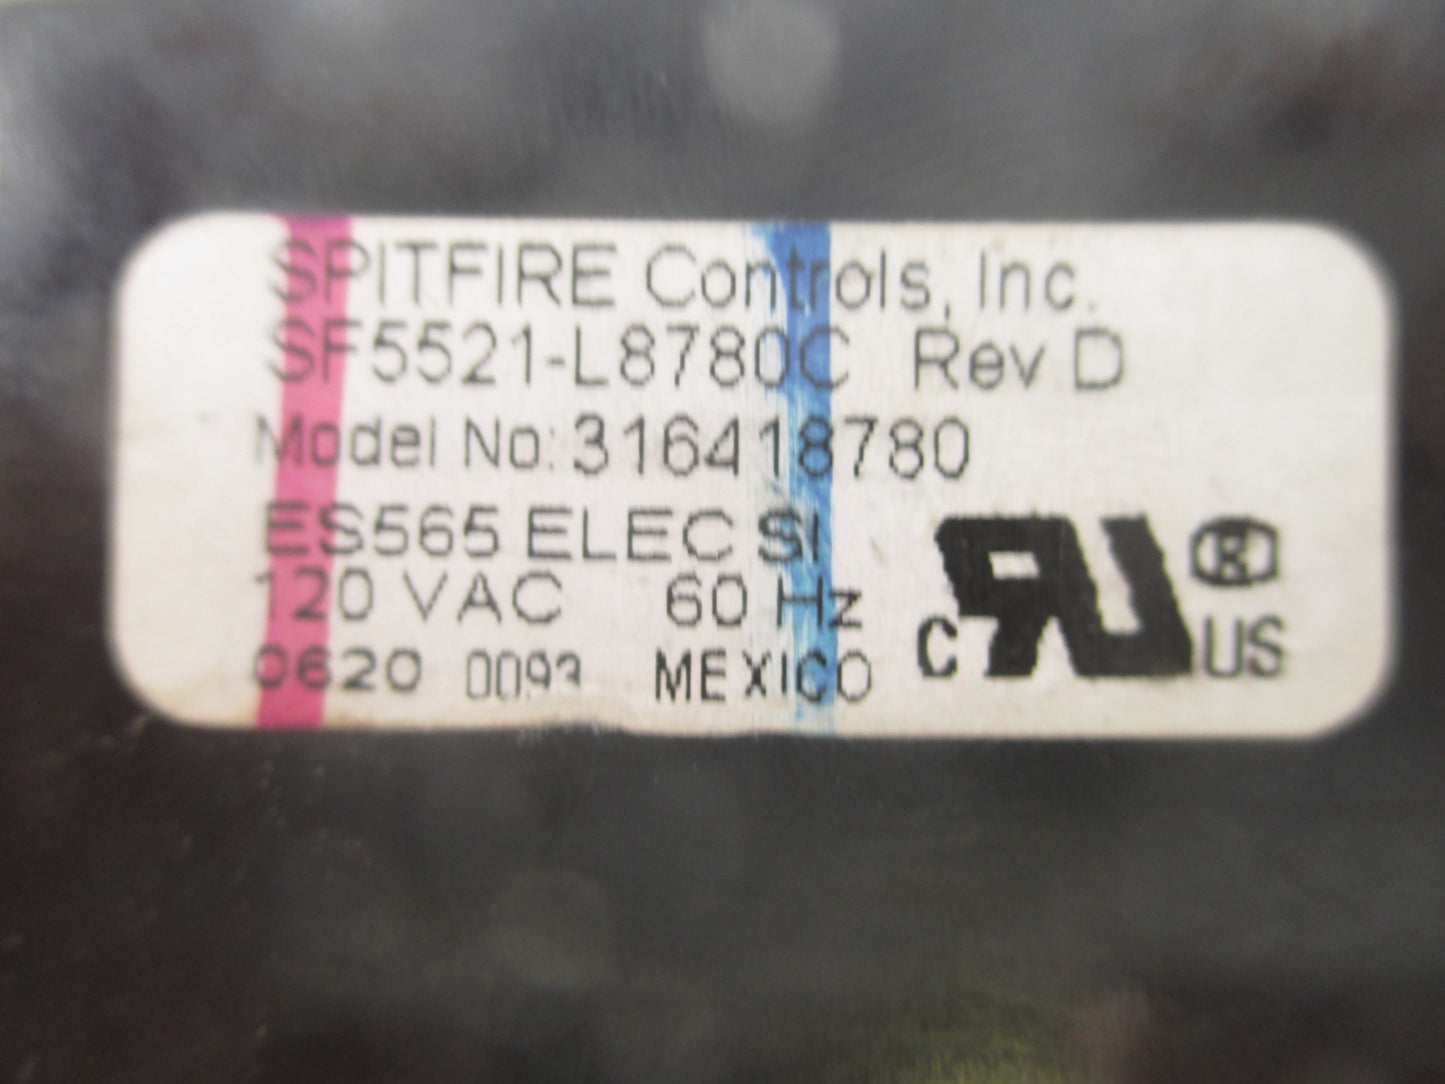 SPITFIRE Controls, Inc.
SF5521-L8780C Rev D
Model No: 316418780
ES565 ELEC SI
120 VAC 60 Hz
0620 0093 MEXICO
C RU ® US